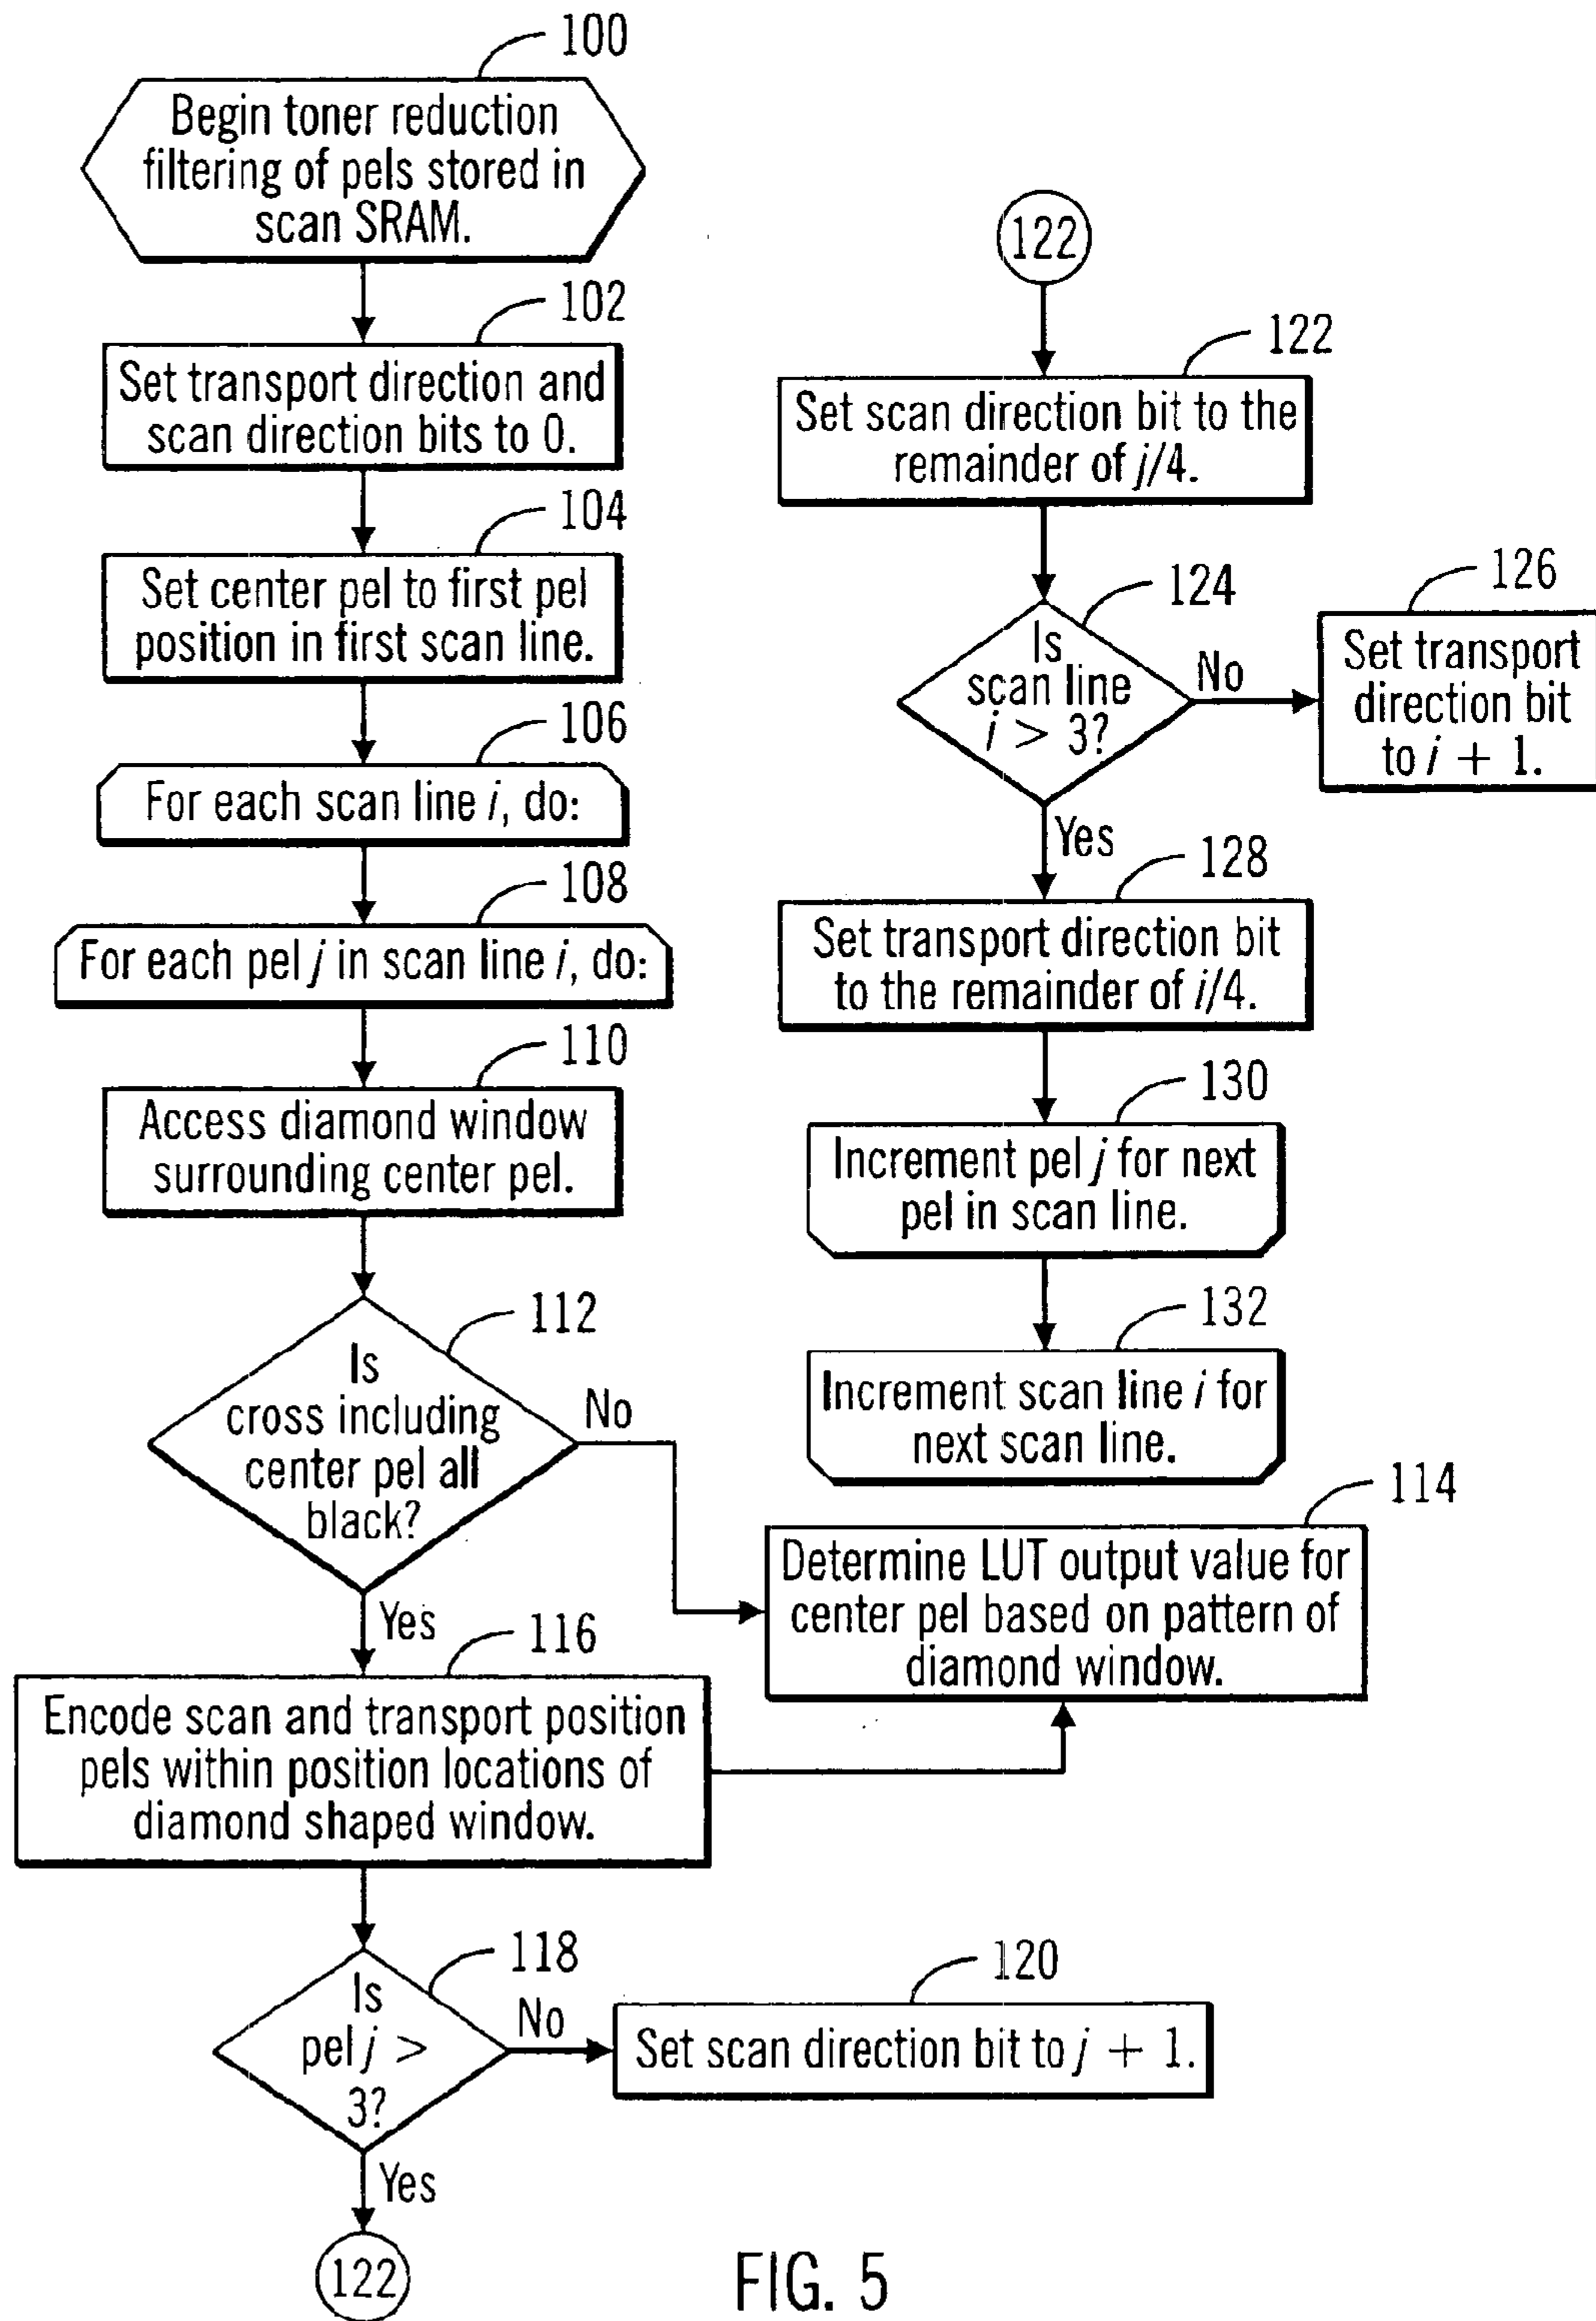 100
Begin toner reduction
filtering of pels stored in
scan SRAM.
102
Set transport direction and
scan direction bits to 0.
104
Set center pel to first pel
position in first scan line.
106
For each scan line i, do:
108
For each pel j in scan line i, do:
110
Access diamond window
surrounding center pel.
112
Is
cross including
center pel all
black?
No
Yes
114
Determine LUT output value for
center pel based on pattern of
diamond window.
116
Encode scan and transport position
pels within position locations of
diamond shaped window.
118
Is
pel j >
3?
No
120
Set scan direction bit to j + 1.
Yes
122
122
122
Set scan direction bit to the
remainder of j/4.
124
Is
scan line
i > 3?
No
126
Set transport
direction bit
to i + 1.
Yes
128
Set transport direction bit
to the remainder of i/4.
130
Increment pel j for next
pel in scan line.
132
Increment scan line i for
next scan line.
FIG. 5